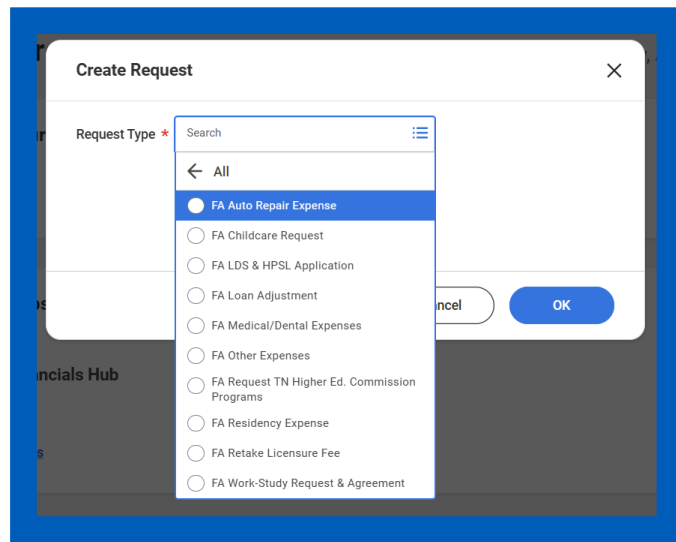 Create Request
Request Type *
Search
All
FA Auto Repair Expense
FA Childcare Request
FA LDS & HPSL Application
FA Loan Adjustment
FA Medical/Dental Expenses
FA Other Expenses
FA Request TN Higher Ed. Commission
Programs
FA Residency Expense
FA Retake Licensure Fee
FA Work-Study Request & Agreement
ncel
OK
ncials Hub
s